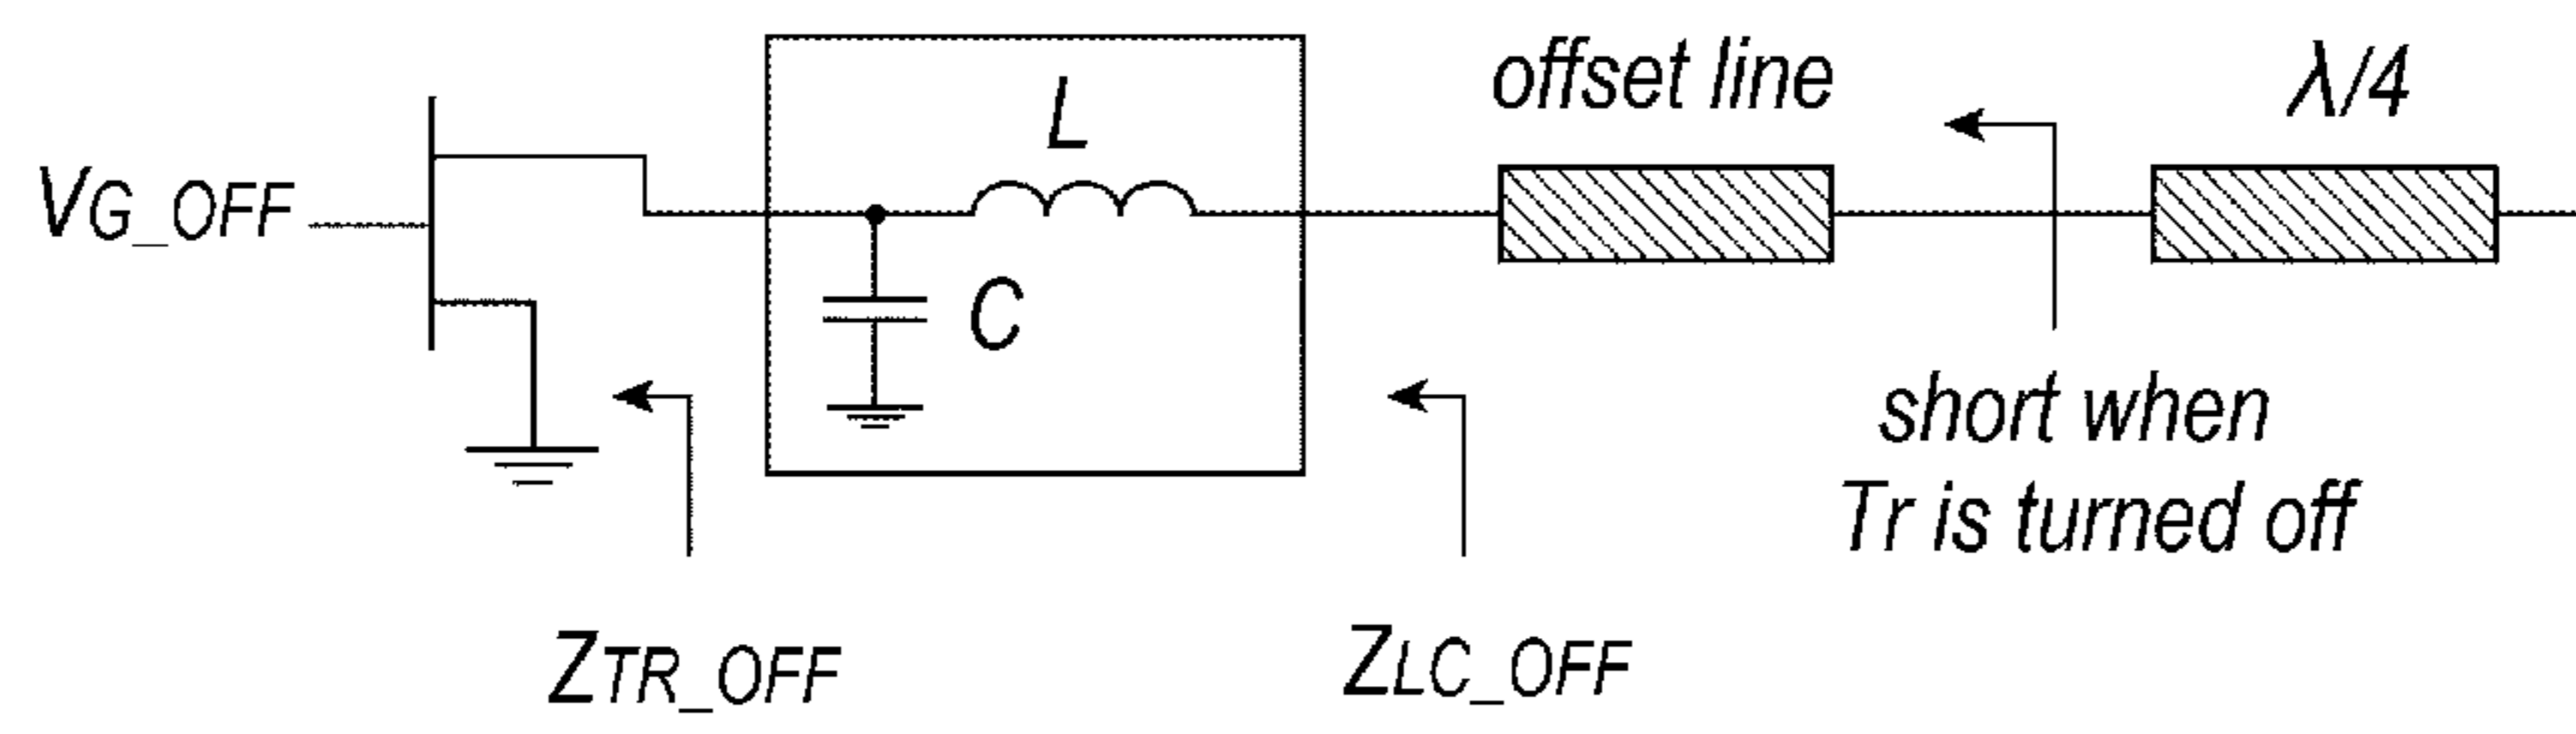 offset line
λ/4
L
VG_OFF
C
short when
Tr is turned off
ZTR_OFF
ZLC_OFF